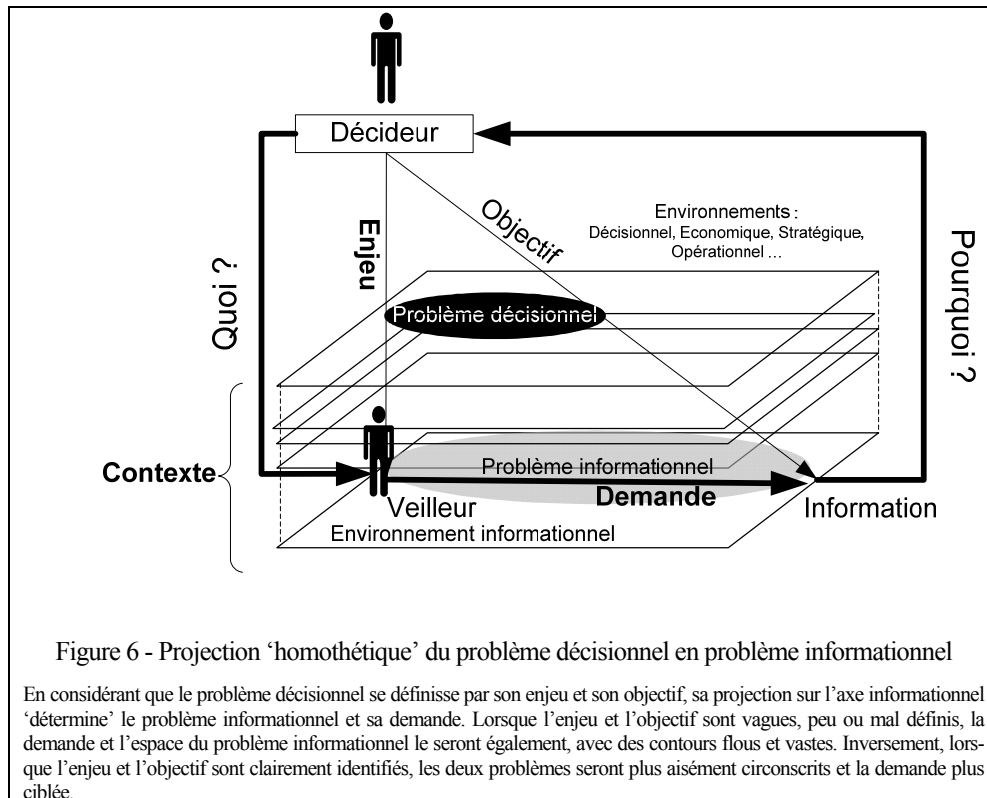 Décideur
Enjeu
Objectif
Environnements :
Décisionnel, Economique, Stratégique,
Opérationnel ...
Quoi ?
Pourquoi ?
Problème décisionnel
Contexte
Problème informationnel
Demande
Veilleur
Information
Environnement informationnel
Figure 6 - Projection ‘homothétique’ du problème décisionnel en problème informationnel
En considérant que le problème décisionnel se définisse par son enjeu et son objectif, sa projection sur l’axe informationnel
‘détermine’ le problème informationnel et sa demande. Lorsque l’enjeu et l’objectif sont vagues, peu ou mal définis, la
demande et l’espace du problème informationnel le seront également, avec des contours flous et vastes. Inversement, lors-
que l’enjeu et l’objectif sont clairement identifiés, les deux problèmes seront plus aisément circonscrits et la demande plus
ciblée.